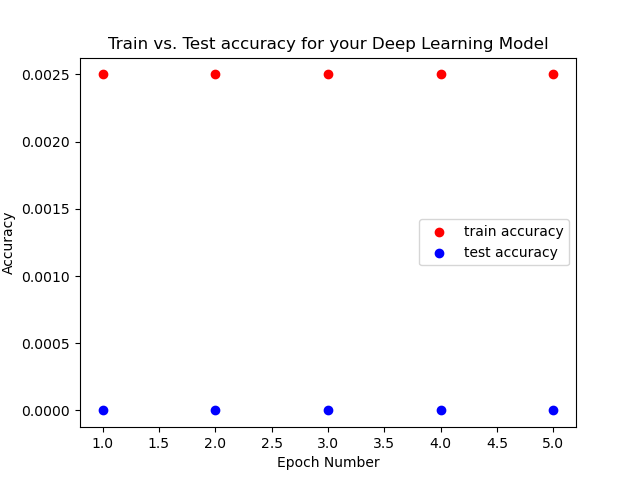 Train vs. Test accuracy for your Deep Learning Model
0.0025
0.0020
0.0015
0.0010
0.0005
0.0000
Accuracy
train accuracy
test accuracy
1.0 1.5 2.0 2.5 3.0 3.5 4.0 4.5 5.0
Epoch Number